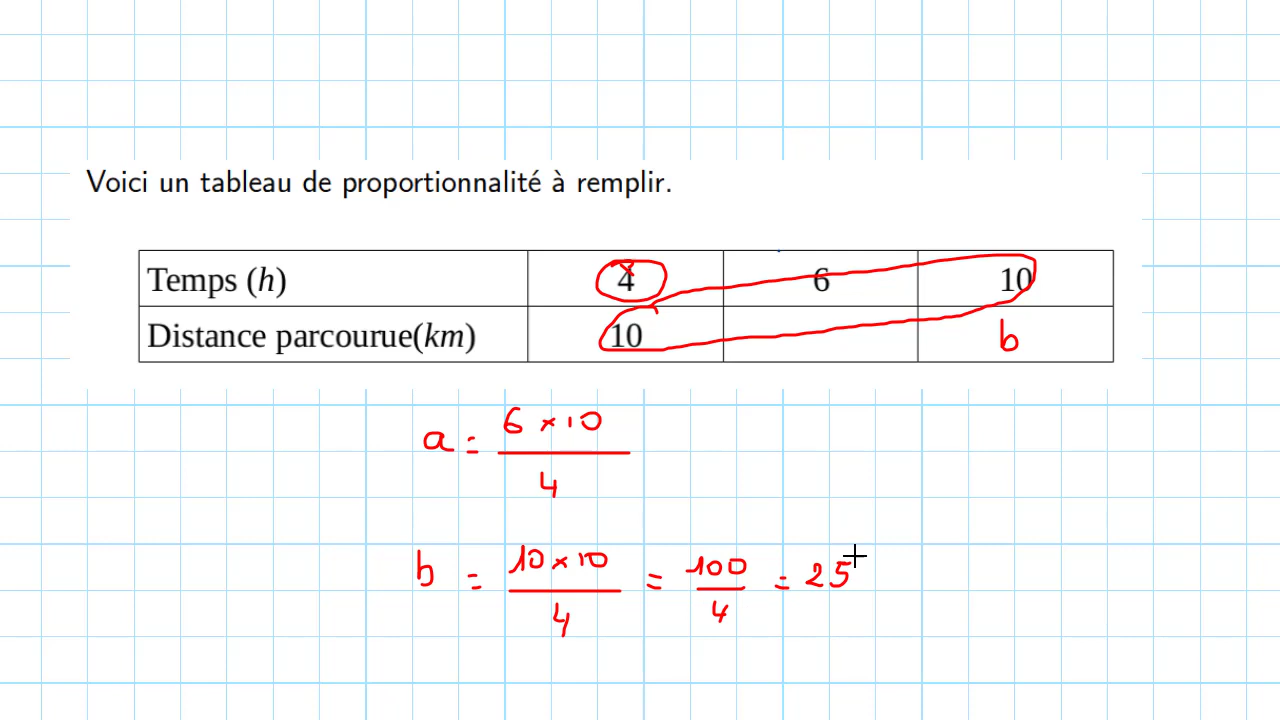 Voici un tableau de proportionnalité à remplir.
Temps (h) 4 6 10
Distance parcourue(km) 10 b
a = 6 × 10 / 4
b = 10 × 10 / 4 = 100 / 4 = 25